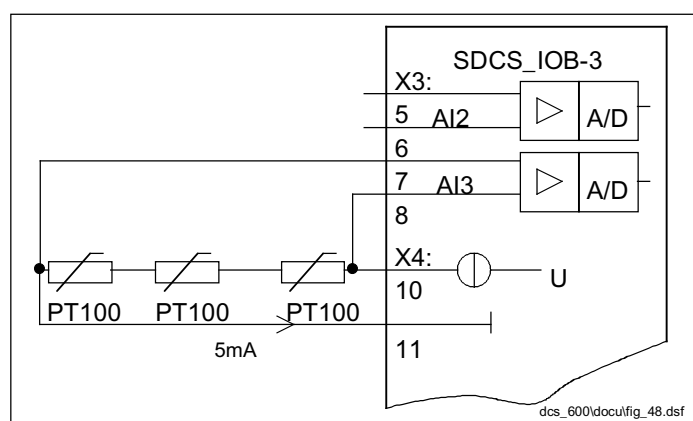 SDCS_IOB-3
X3:
5 AI2 A/D
6
7 AI3 A/D
8
X4:
10 U
PT100 PT100 PT100
5mA
11
dcs_600\docu\fig_48.dsf